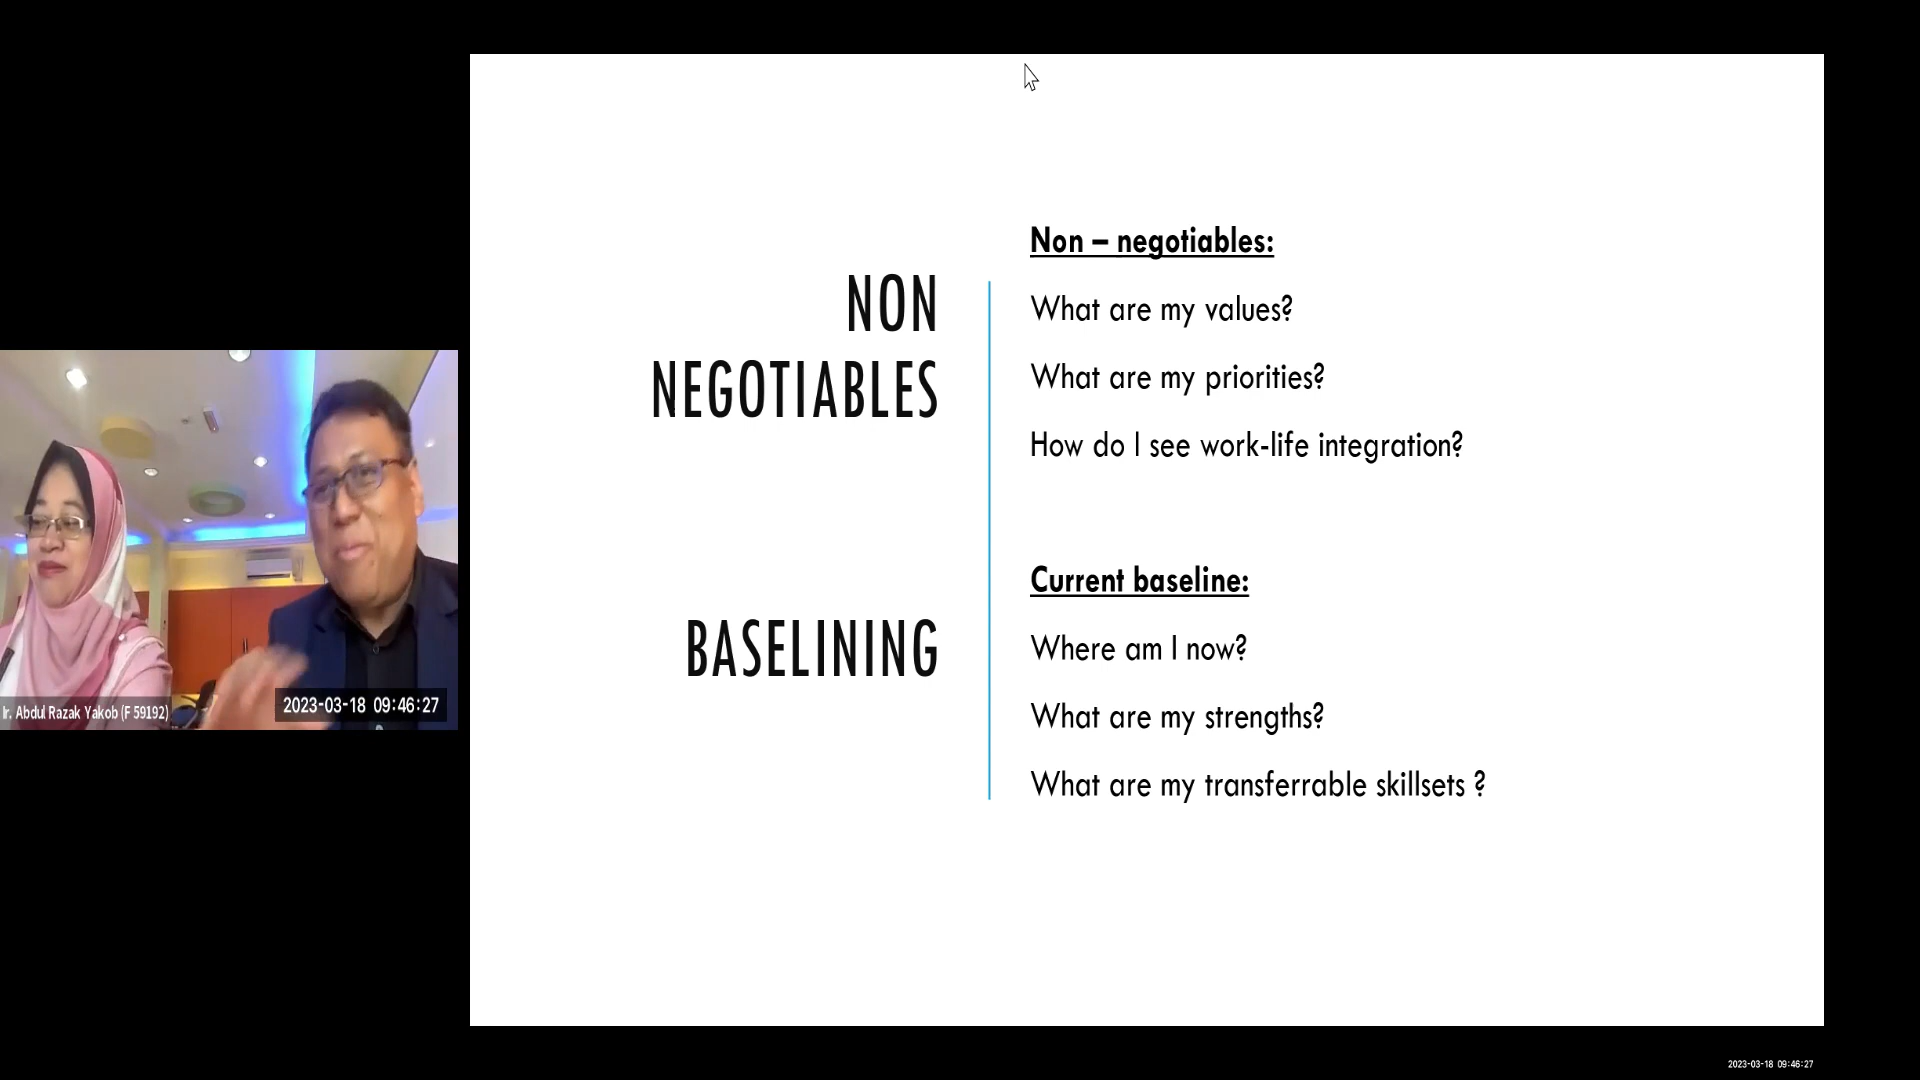 NON
NEGOTIABLES
BASELINING
Non – negotiables:
What are my values?
What are my priorities?
How do I see work-life integration?
Current baseline:
Where am I now?
What are my strengths?
What are my transferrable skillsets ?
Ir. Abdul Razak Yakob (F 59192)
2023-03-18 09:46:27
2023-03-18 09:46:27